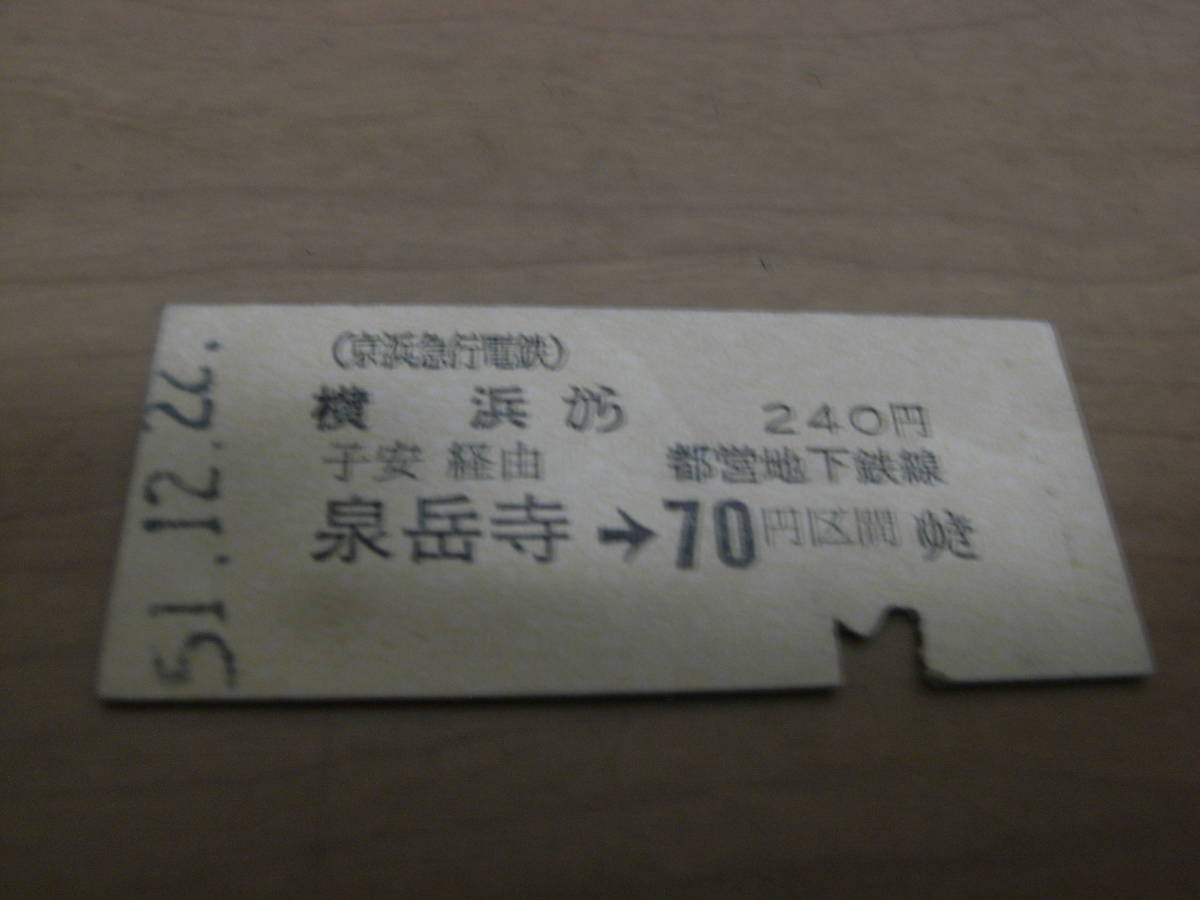 (京浜急行電鉄)
横浜から 240円
子安 経由 都営地下鉄線
泉岳寺→70円区間ゆき
51.12.22.